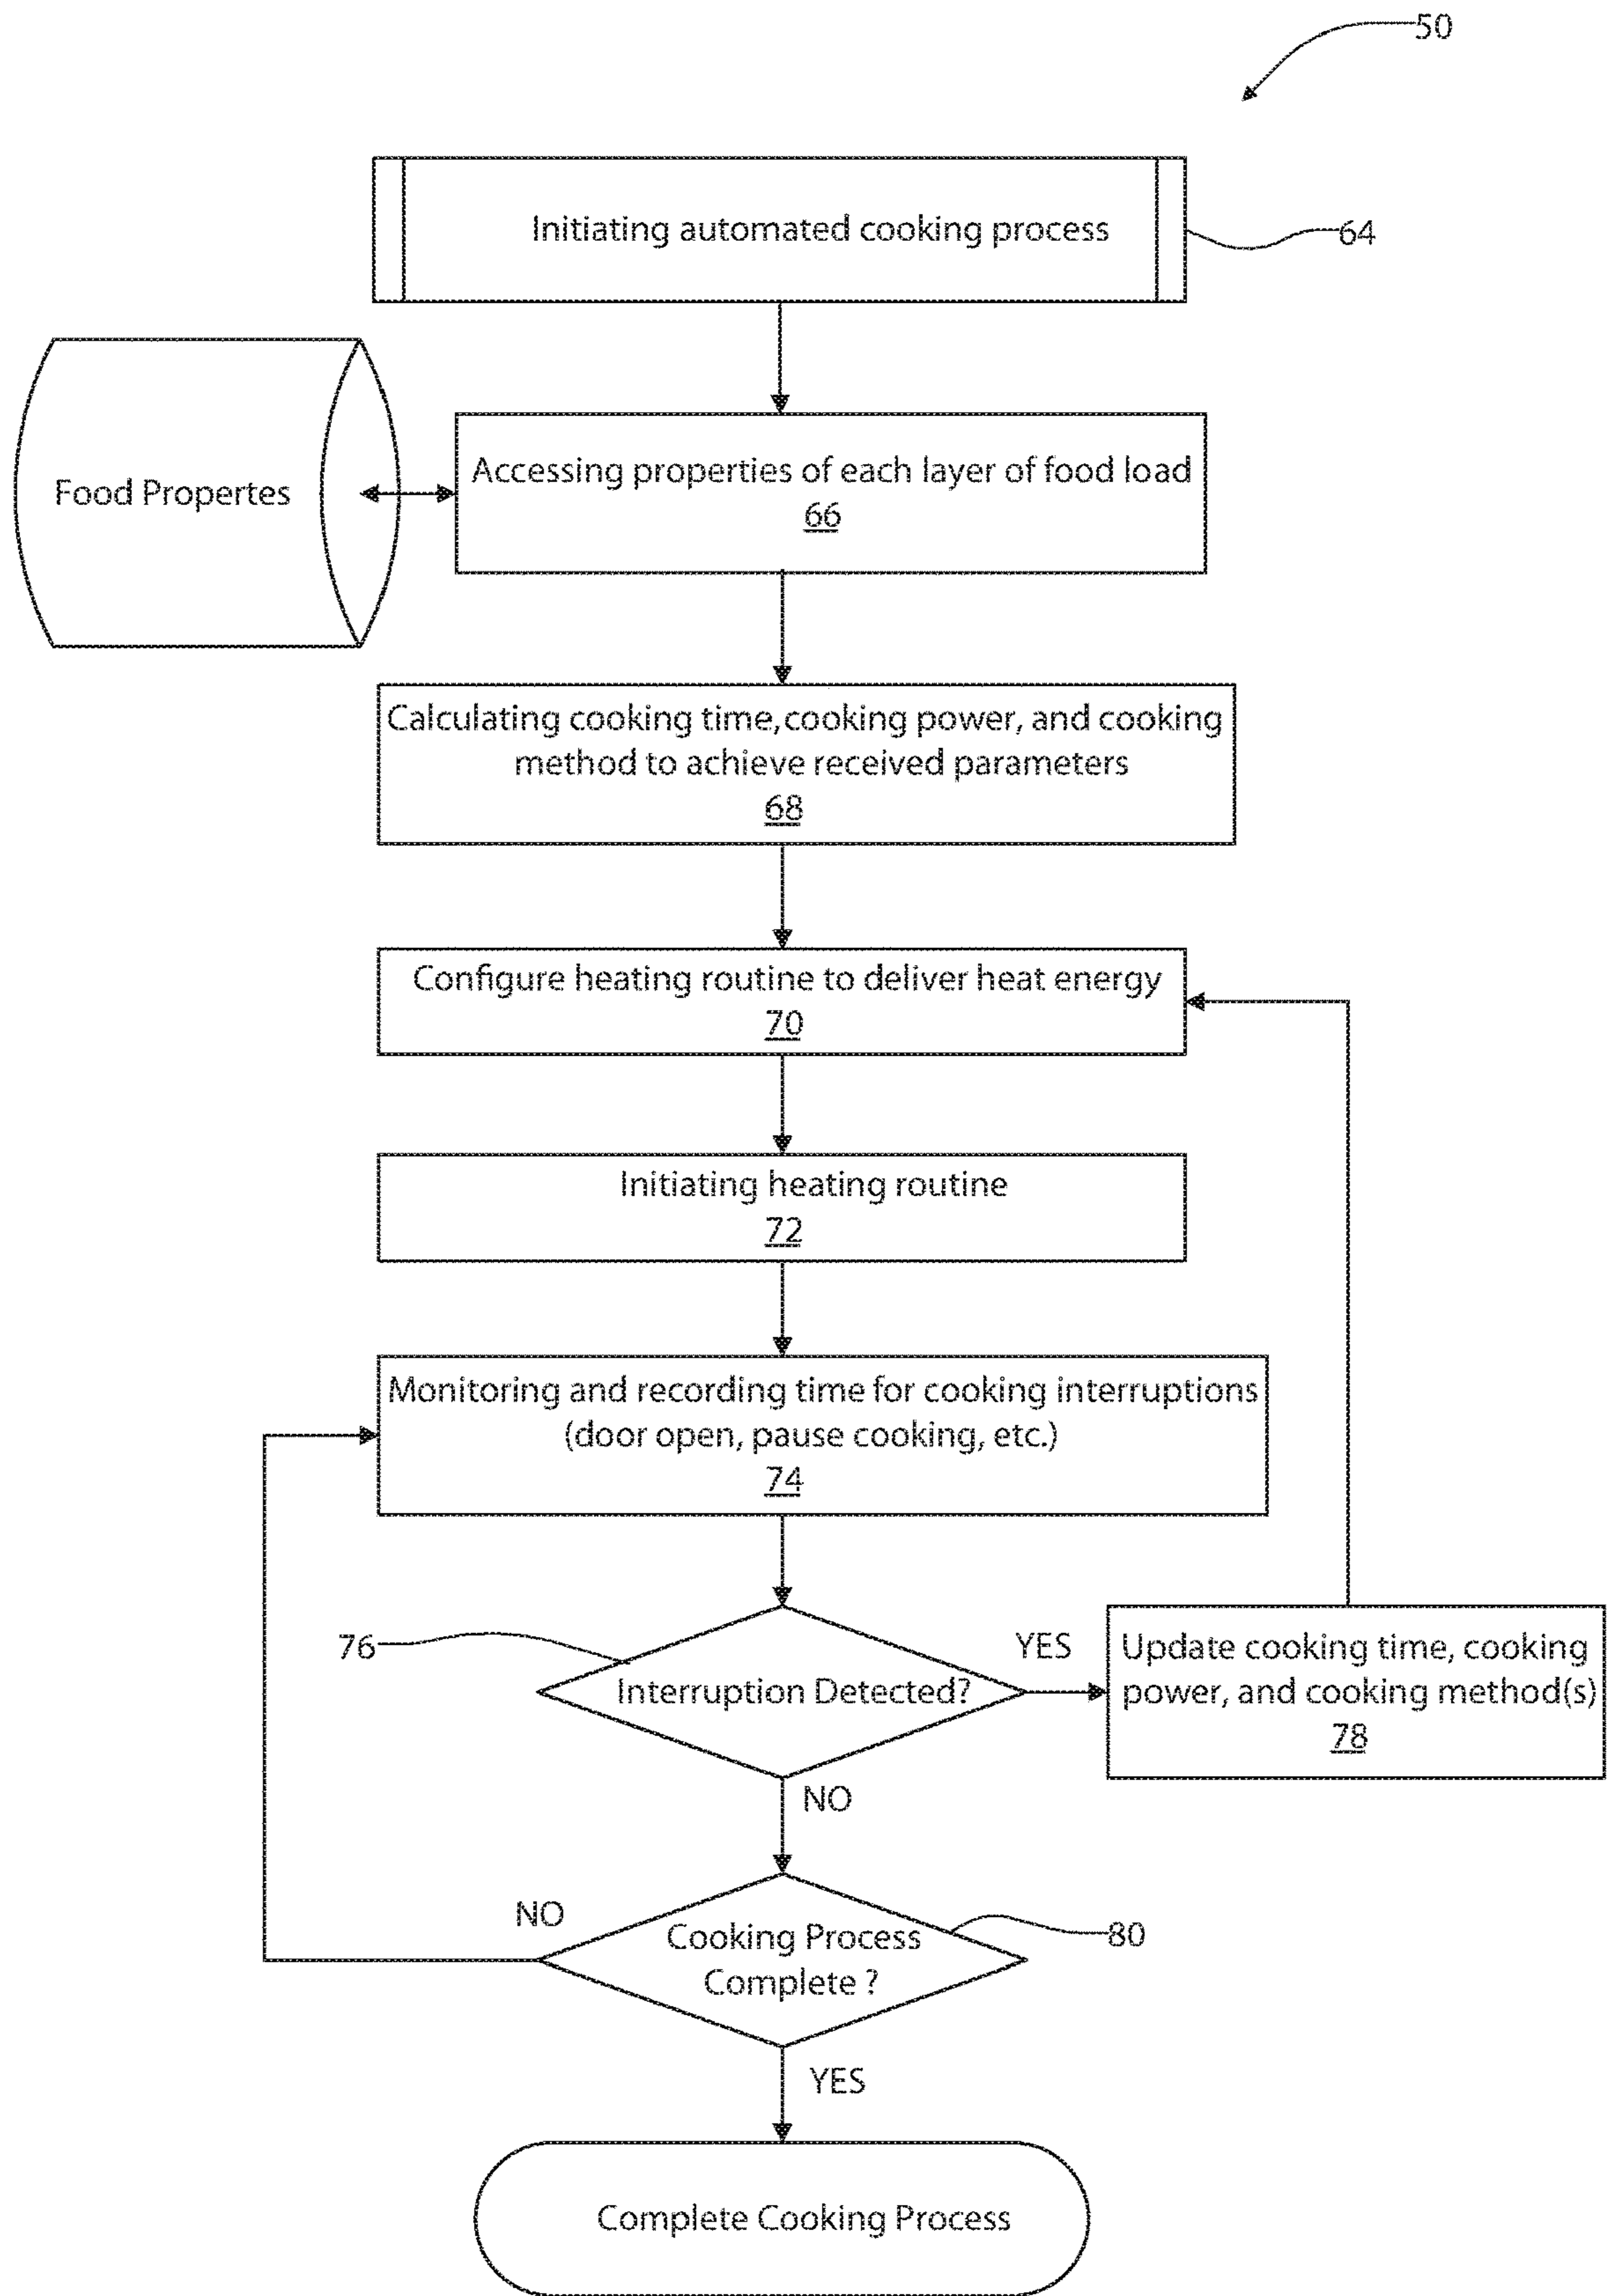 50
Initiating automated cooking process
64
Food Propertes
Accessing properties of each layer of food load
66
Calculating cooking time, cooking power, and cooking
method to achieve received parameters
68
Configure heating routine to deliver heat energy
70
Initiating heating routine
72
Monitoring and recording time for cooking interruptions
(door open, pause cooking, etc.)
74
76
Interruption Detected?
YES
Update cooking time, cooking
power, and cooking method(s)
78
NO
NO
Cooking Process
Complete ?
80
YES
Complete Cooking Process